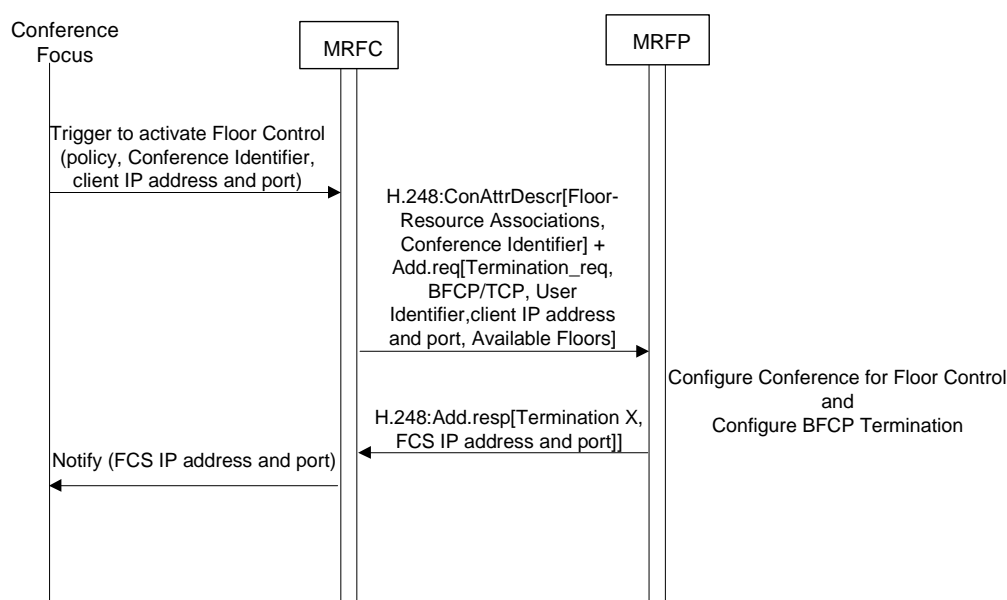 Conference
Focus
MRFC
MRFP
Trigger to activate Floor Control
(policy, Conference Identifier,
client IP address and port)
H.248:ConAttrDescr[Floor-
Resource Associations,
Conference Identifier] +
Add.req[Termination_req,
BFCP/TCP, User
Identifier,client IP address
and port, Available Floors]
Configure Conference for Floor Control
and
Configure BFCP Termination
H.248:Add.resp[Termination X,
FCS IP address and port]]
Notify (FCS IP address and port)